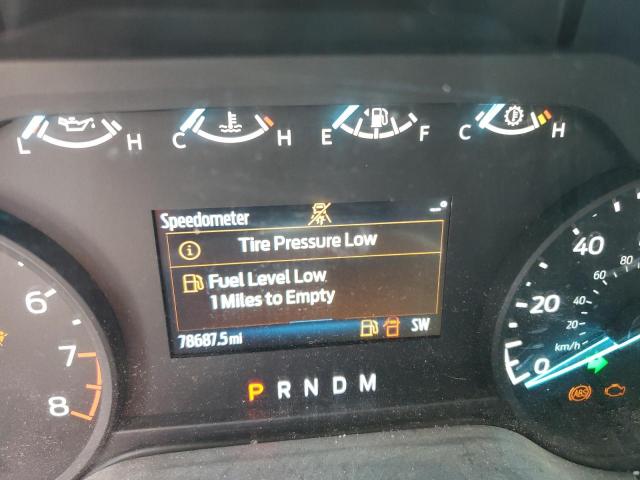 L H C H E F C H
Speedometer --°
Tire Pressure Low
Fuel Level Low
1 Miles to Empty
78687.5 mi SW
P R N D M
6
7
8
40
80
60
20
40
20
km/h
0
ABS